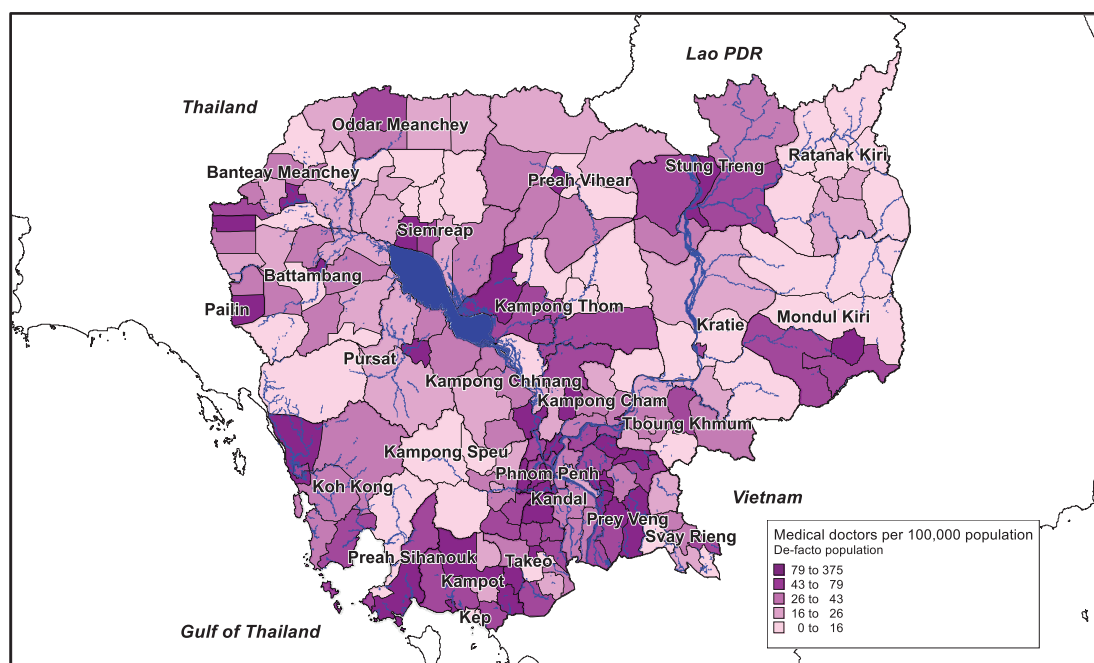 Lao PDR
Thailand
Oddar Meanchey
Ratanak Kiri
Stung Treng
Banteay Meanchey
Preah Vihear
Siemreap
Battambang
Kampong Thom
Pailin
Mondul Kiri
Kratie
Pursat
Kampong Chhnang
Kampong Cham
Tboung Khmum
Kampong Speu
Phnom Penh
Koh Kong
Kandal
Vietnam
Prey Veng
Svay Rieng
Preah Sihanouk
Takeo
Kampot
Kep
Gulf of Thailand
Medical doctors per 100,000 population
De-facto population
79 to 375
43 to 79
26 to 43
16 to 26
0 to 16